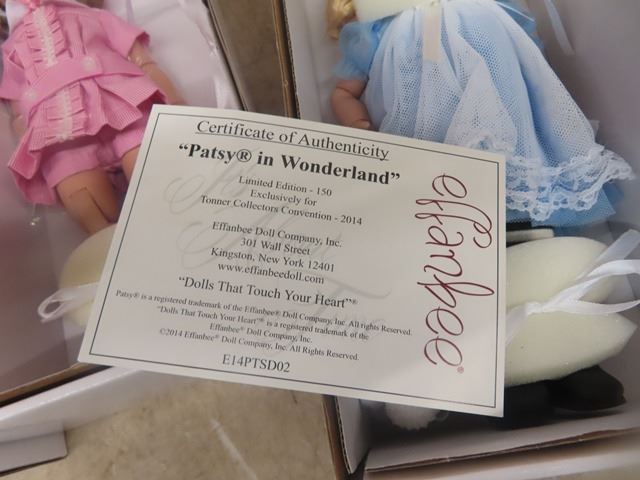 Certificate of Authenticity
"Patsy® in Wonderland"
Limited Edition - 150
Exclusively for
Tonner Collectors Convention - 2014
Effanbee Doll Company, Inc.
301 Wall Street
Kingston, New York 12401
www.effanbeedoll.com
"Dolls That Touch Your Heart"®
Patsy® is a registered trademark of the Effanbee® Doll Company, Inc. All rights Reserved.
"Dolls That Touch Your Heart"® is a registered trademark of the
Effanbee® Doll Company, Inc.
©2014 Effanbee® Doll Company, Inc. All Rights Reserved.
E14PTSD02
effanbee®